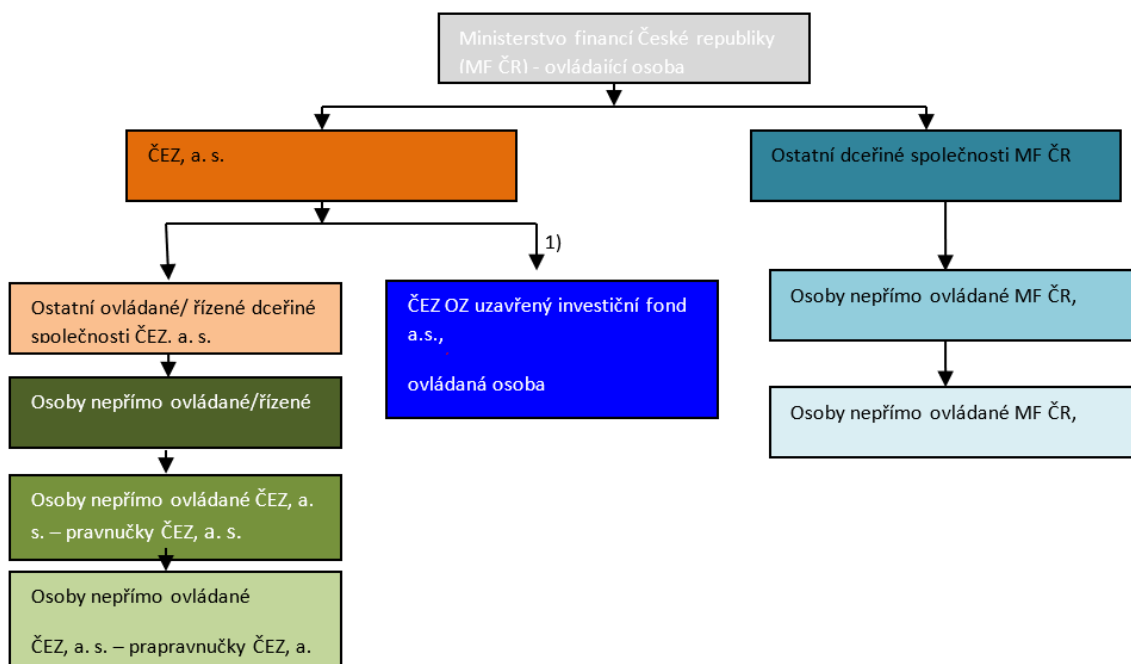 Ministerstvo financí České republiky
(MF ČR) - ovládající osoba
ČEZ, a. s.
Ostatní dceřiné společnosti MF ČR
1)
Ostatní ovládané/ řízené dceřiné
společnosti ČEZ, a. s.
ČEZ OZ uzavřený investiční fond
a.s.,
ovládaná osoba
Osoby nepřímo ovládané MF ČR,
Osoby nepřímo ovládané/řízené
Osoby nepřímo ovládané MF ČR,
Osoby nepřímo ovládané ČEZ, a.
s. – pravnučky ČEZ, a. s.
Osoby nepřímo ovládané
ČEZ, a. s. – prapravnučky ČEZ, a.